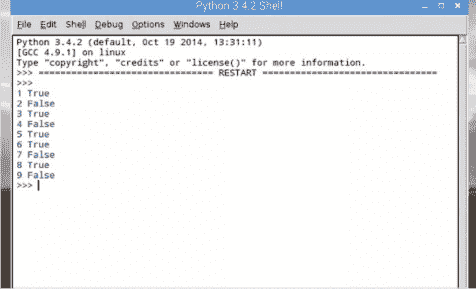 Python 3.4.2 Shell
File Edit Shell Debug Options Windows Help
Python 3.4.2 (default, Oct 19 2014, 13:31:11)
[GCC 4.9.1] on linux
Type "copyright", "credits" or "license()" for more information.
>>> ================================ RESTART ================================
>>>
1 True
2 False
3 True
4 False
5 True
6 True
7 False
8 True
9 False
>>>